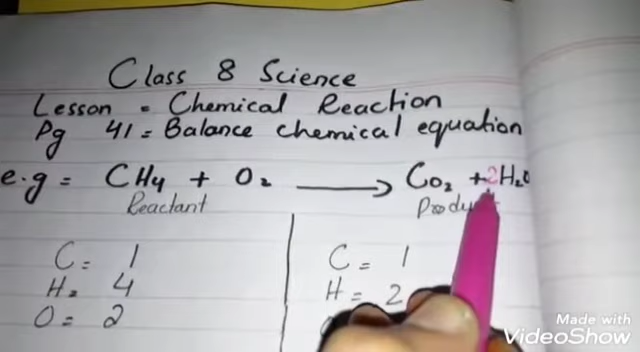 Class 8 Science
Lesson = Chemical Reaction
Pg 41 = Balance chemical equation
e.g = CH4 + O2 → CO2 + 2H2O
Reactant
C = 1
H = 4
O = 2
C = 1
H = 2
Made with
VideoShow